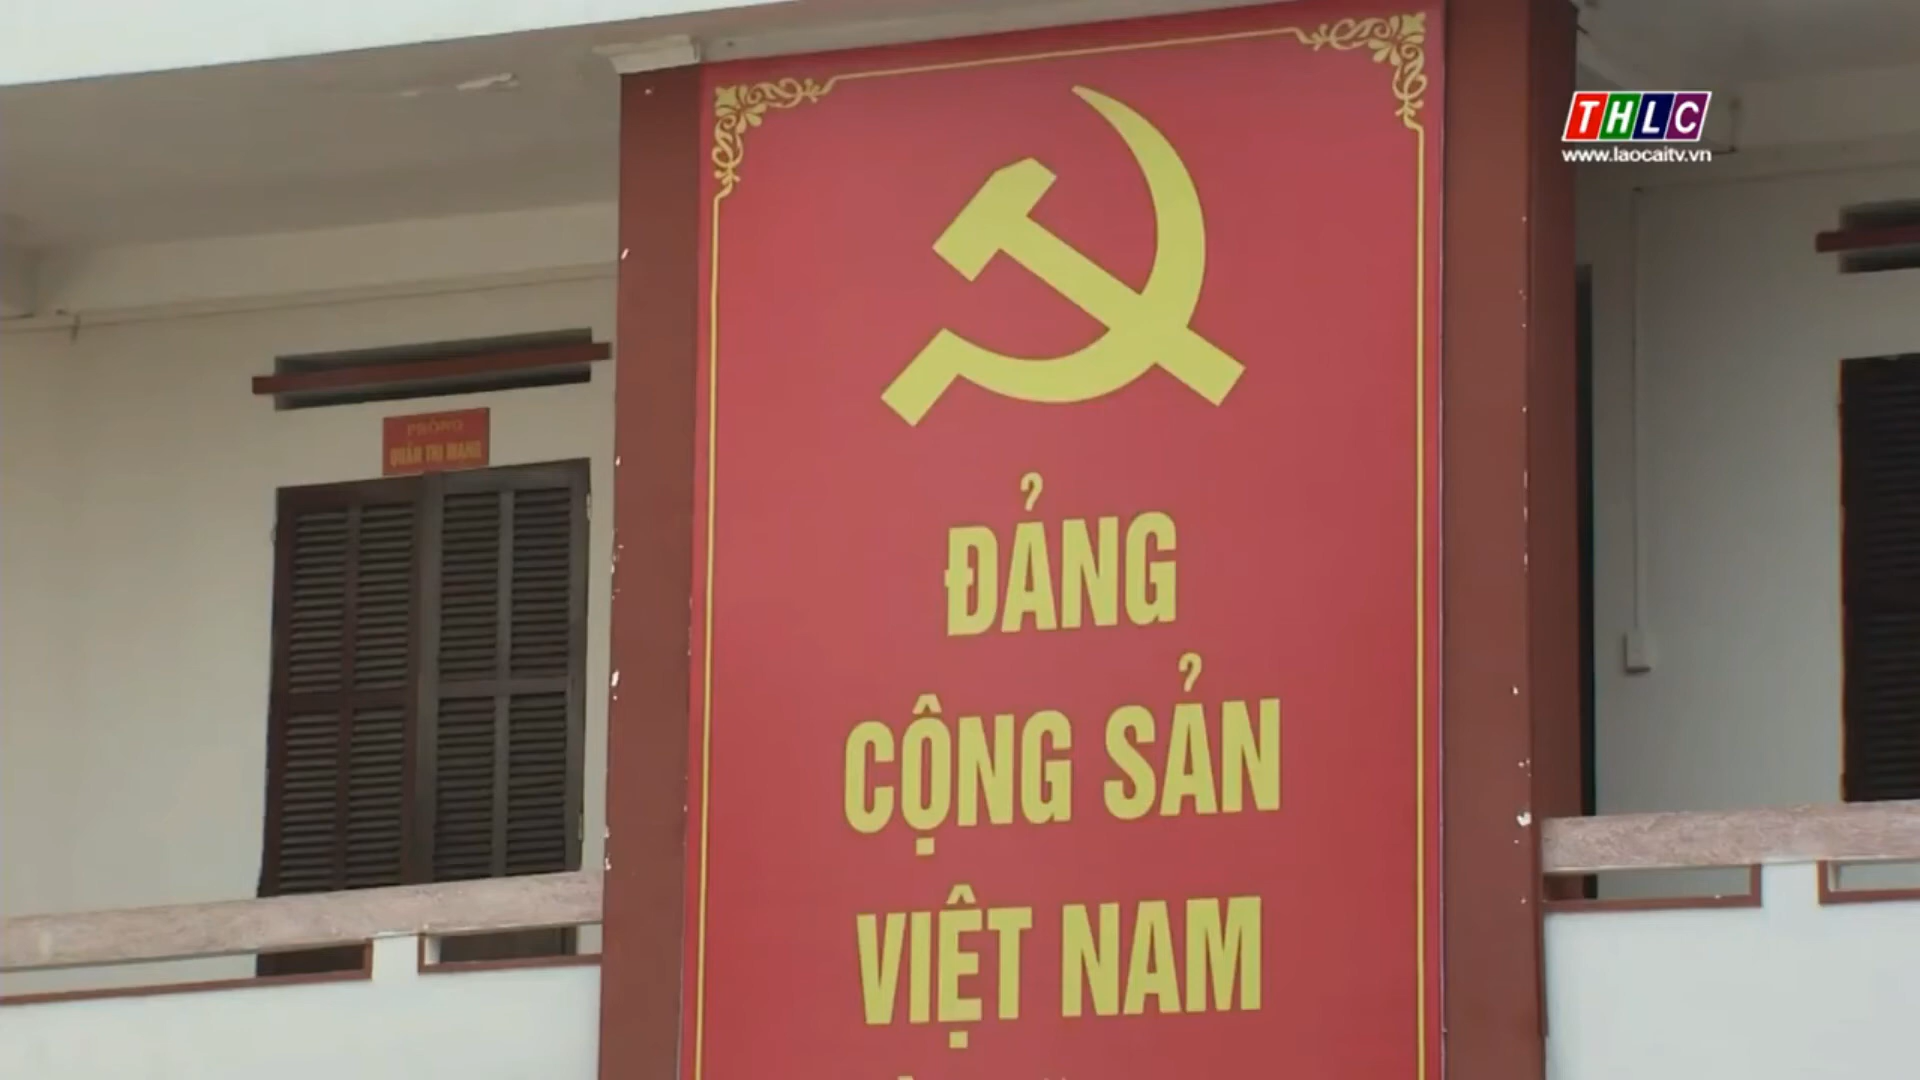 THLC
www.laocaitv.vn
PHÒNG
QUẢN TRỊ MẠNG
ĐẢNG
CỘNG SẢN
VIỆT NAM